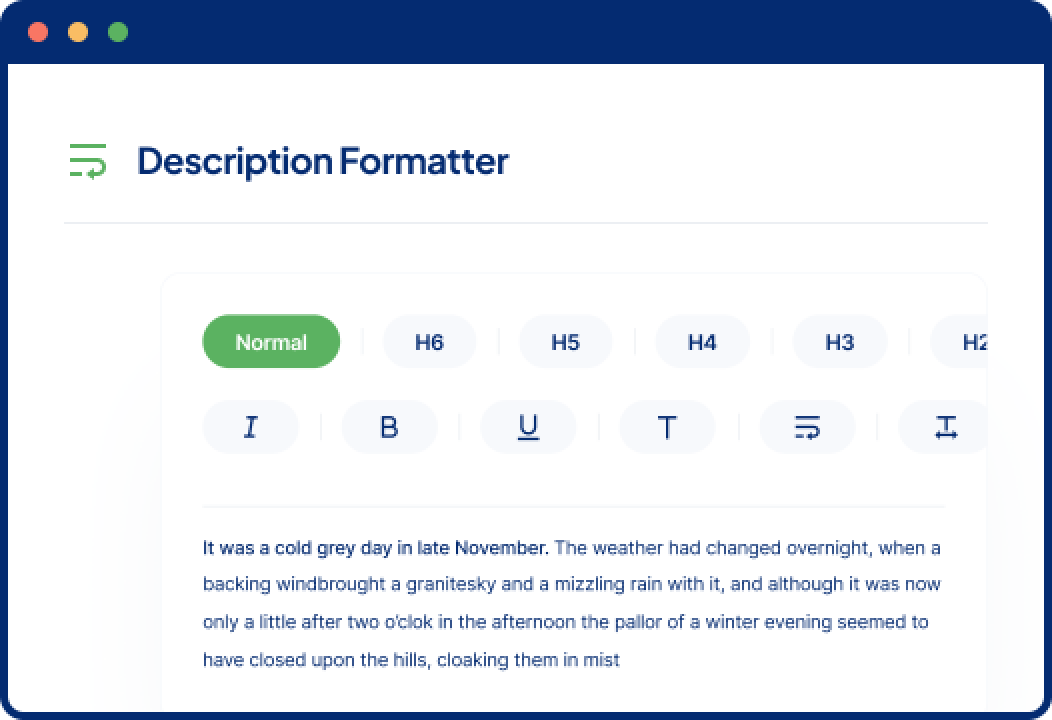 Description Formatter
Normal H6 H5 H4 H3 H2
I B U T T
It was a cold grey day in late November. The weather had changed overnight, when a
backing windbrought a granitesky and a mizzling rain with it, and although it was now
only a little after two o'clok in the afternoon the pallor of a winter evening seemed to
have closed upon the hills, cloaking them in mist